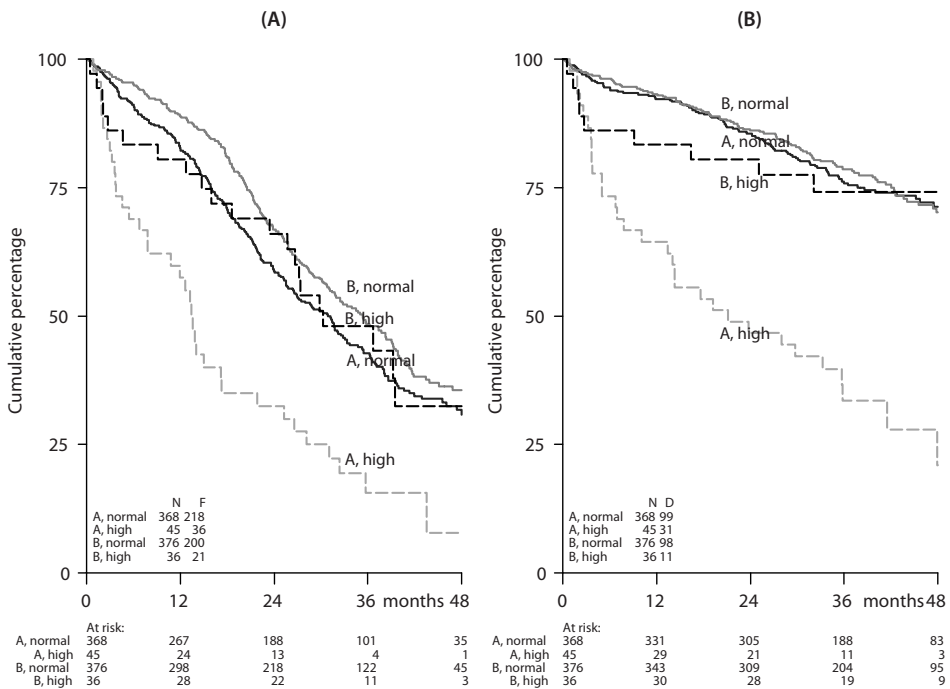 (A)
100
75
50
25
0
Cumulative percentage
B, normal
B, high
A, normal
A, high
N F
A, normal 368 218
A, high 45 36
B, normal 376 200
B, high 36 21
0 12 24 36 months 48
At risk:
A, normal 368 267 188 101 35
A, high 45 24 13 4 1
B, normal 376 298 218 122 45
B, high 36 28 22 11 3
(B)
100
75
50
25
0
Cumulative percentage
B, normal
A, normal
B, high
A, high
N D
A, normal 368 99
A, high 45 31
B, normal 376 98
B, high 36 11
0 12 24 36 months 48
At risk:
A, normal 368 331 305 188 83
A, high 45 29 21 11 3
B, normal 376 343 309 204 95
B, high 36 30 28 19 9